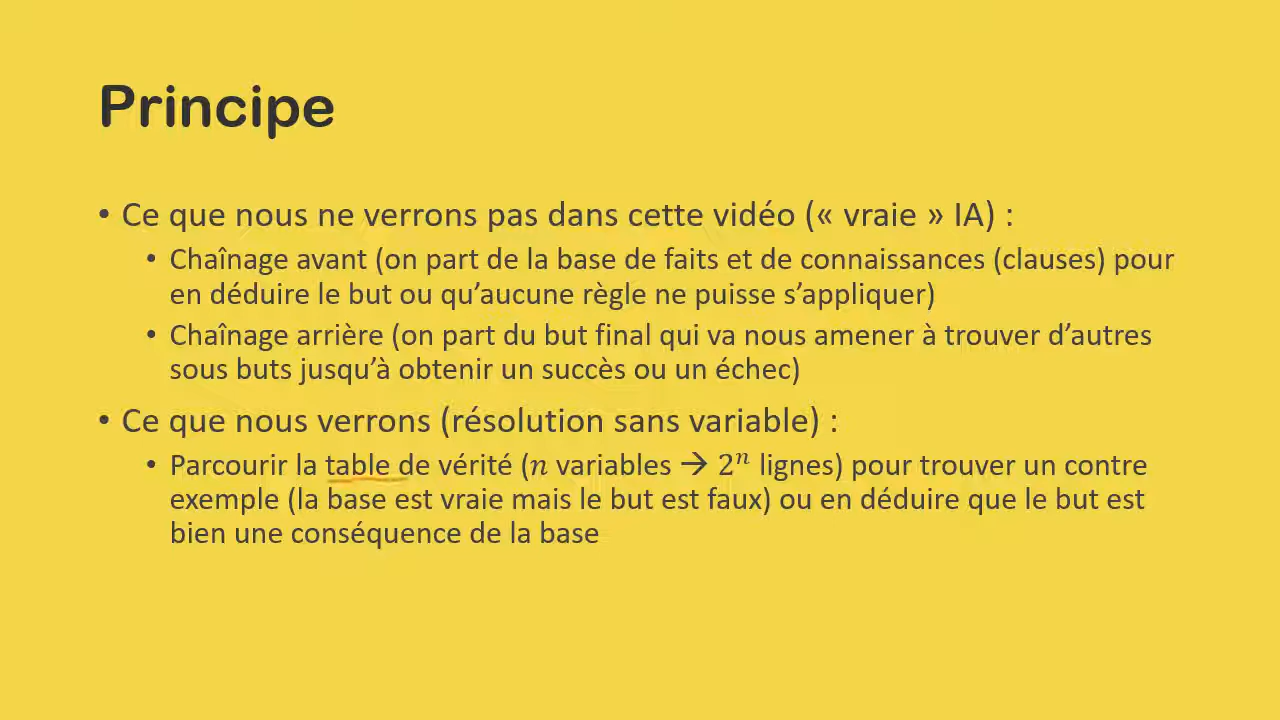 Principe
• Ce que nous ne verrons pas dans cette vidéo (« vraie » IA) :
• Chaînage avant (on part de la base de faits et de connaissances (clauses) pour
en déduire le but ou qu’aucune règle ne puisse s’appliquer)
• Chaînage arrière (on part du but final qui va nous amener à trouver d’autres
sous buts jusqu’à obtenir un succès ou un échec)
• Ce que nous verrons (résolution sans variable) :
• Parcourir la table de vérité (𝑛 variables → 2ⁿ lignes) pour trouver un contre
exemple (la base est vraie mais le but est faux) ou en déduire que le but est
bien une conséquence de la base